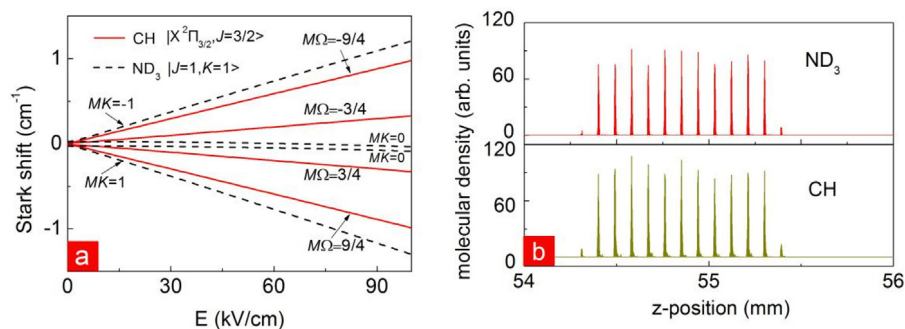 CH |X²Π₃/₂,J=3/2>
ND₃ |J=1,K=1>
MΩ=-9/4
MK=-1
MΩ=-3/4
MK=0
MK=0
MΩ=3/4
MK=1
MΩ=9/4
1
0
-1
Stark shift (cm⁻¹)
0 30 60 90
E (kV/cm)
a
ND₃
120
60
0
CH
120
60
0
molecular density (arb. units)
54 55 56
z-position (mm)
b